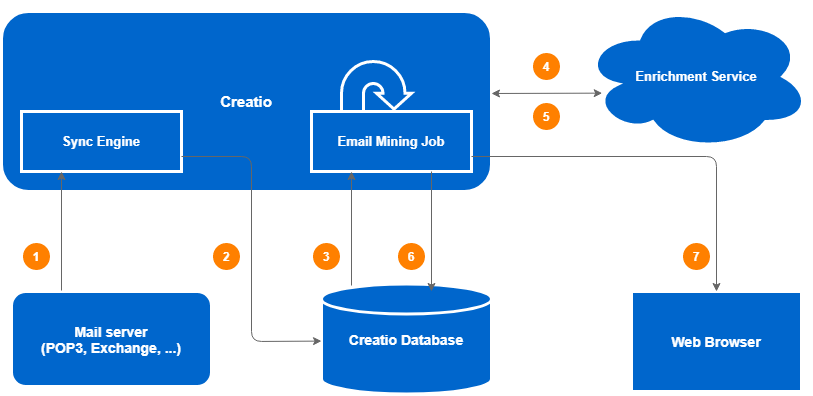 4
Enrichment Service
Creatio
5
Sync Engine
Email Mining Job
1
2
3
6
7
Mail server
(POP3, Exchange, ...)
Creatio Database
Web Browser